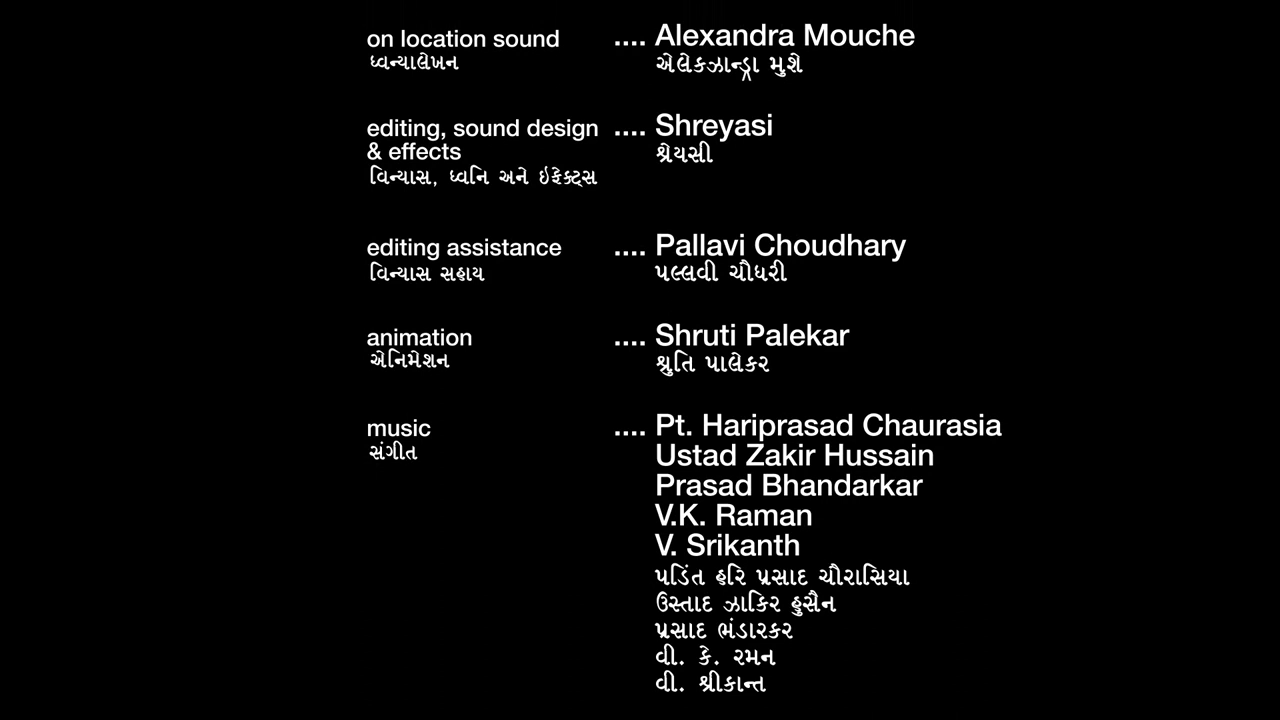 on location sound .... Alexandra Mouche
ધ્વન્યાલેખન એલેકઝાન્ડ્રા મુશે
editing, sound design .... Shreyasi
& effects શ્રેયસી
વિન્યાસ, ધ્વનિ અને ઇફેક્ટ્સ
editing assistance .... Pallavi Choudhary
વિન્યાસ સહાય પલ્લવી ચૌધરી
animation .... Shruti Palekar
એનિમેશન શ્રુતિ પાલેકર
music .... Pt. Hariprasad Chaurasia
સંગીત Ustad Zakir Hussain
Prasad Bhandarkar
V.K. Raman
V. Srikanth
પડિંત હરિ પ્રસાદ ચૌરાસિયા
ઉસ્તાદ ઝાકિર હુસૈન
પ્રસાદ ભંડારકર
વી. કે. રમન
વી. શ્રીકાન્ત